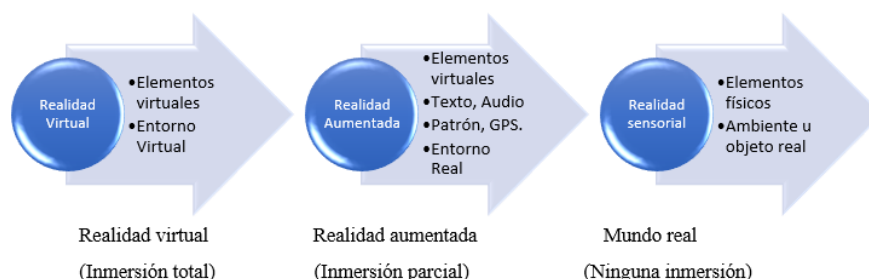 Realidad
Virtual
•Elementos
virtuales
•Entorno
Virtual
Realidad
Aumentada
•Elementos
virtuales
•Texto, Audio
•Patrón, GPS.
•Entorno
Real
Realidad
sensorial
•Elementos
físicos
•Ambiente u
objeto real
Realidad virtual
(Inmersión total)
Realidad aumentada
(Inmersión parcial)
Mundo real
(Ninguna inmersión)